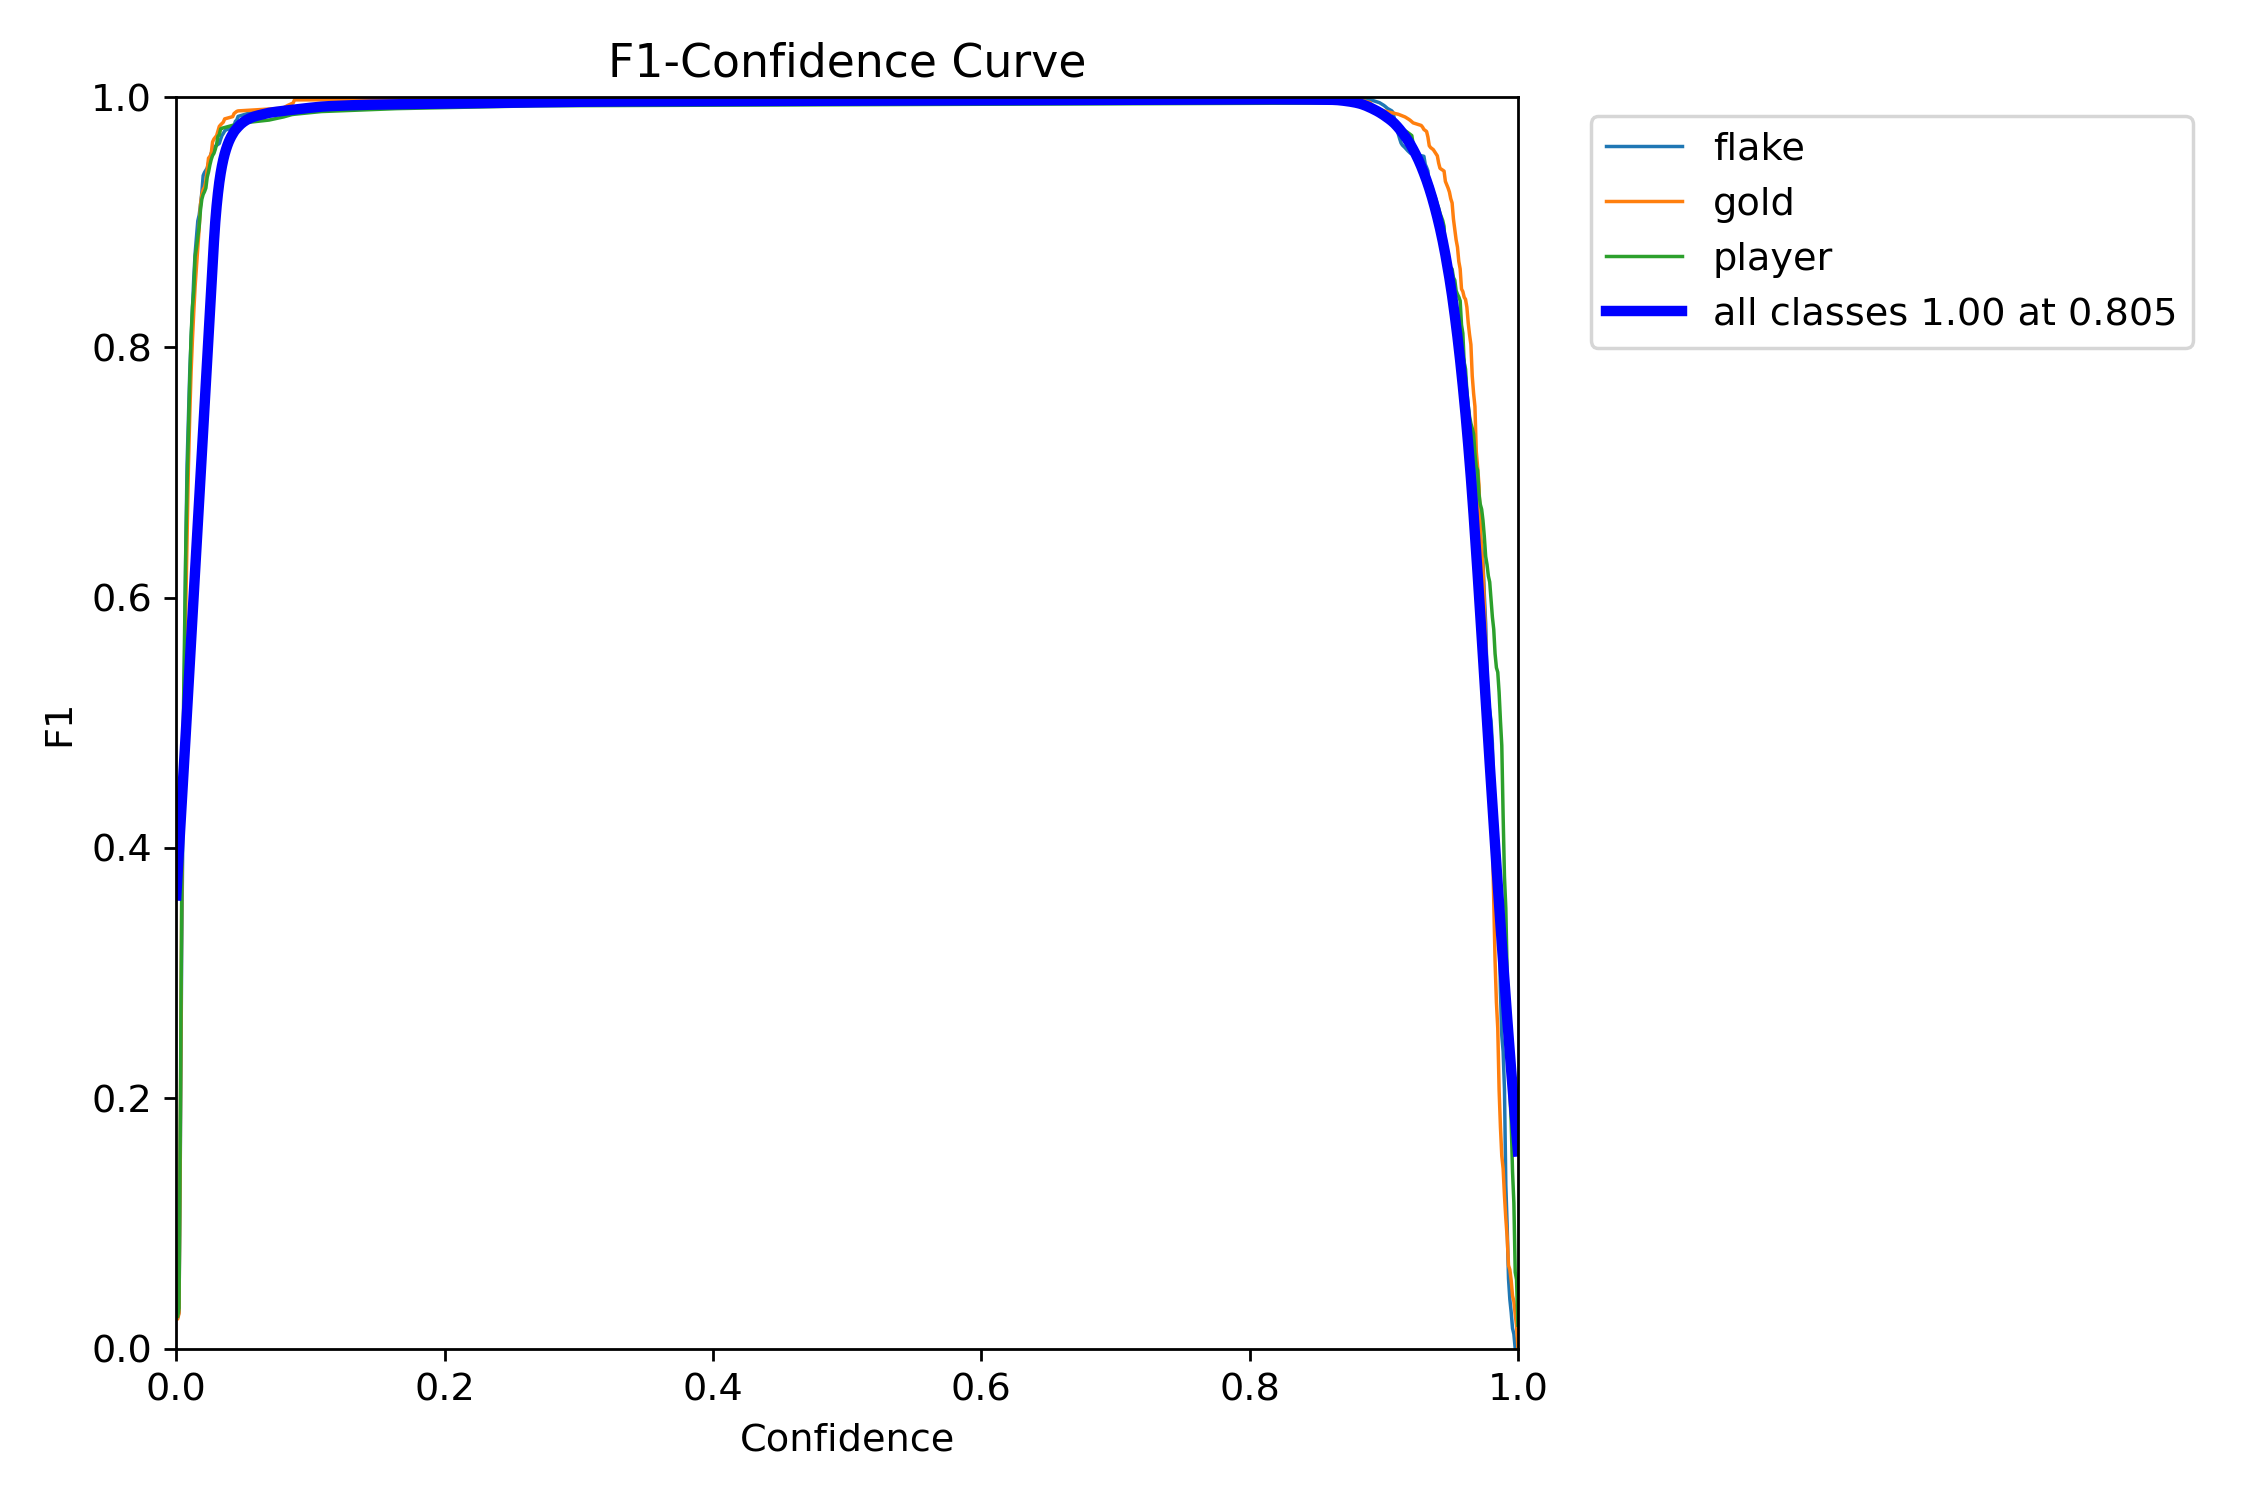 F1-Confidence Curve
1.0
0.8
0.6
0.4
0.2
0.0
F1
0.0 0.2 0.4 0.6 0.8 1.0
Confidence
flake
gold
player
all classes 1.00 at 0.805